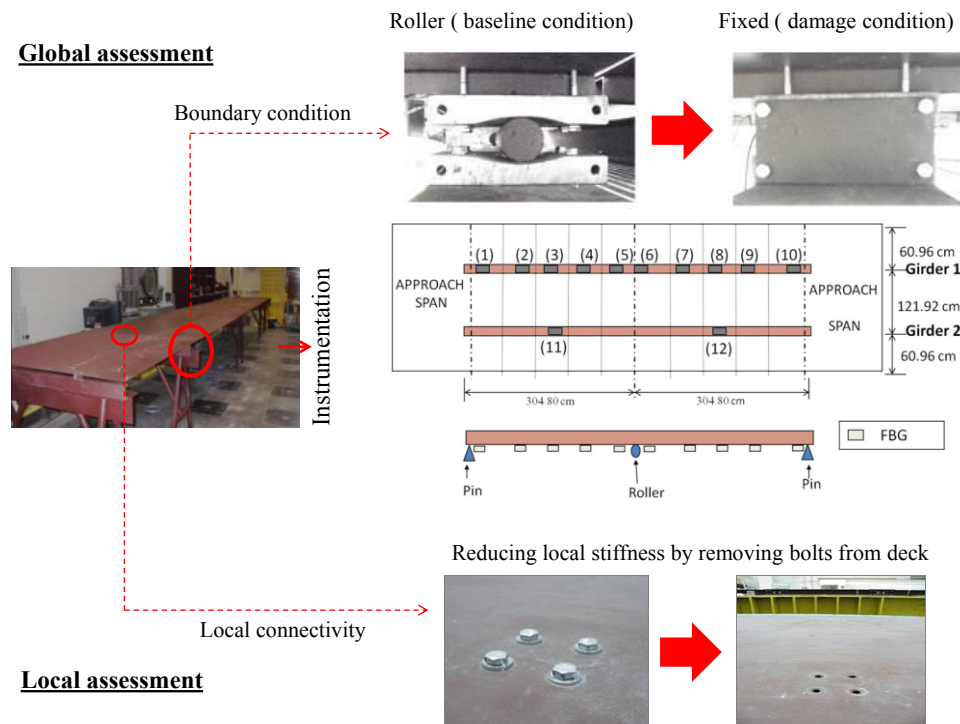 Roller ( baseline condition)
Fixed ( damage condition)
Global assessment
Boundary condition
(1) (2) (3) (4) (5) (6) (7) (8) (9) (10)
60.96 cm
Girder 1
APPROACH SPAN
APPROACH SPAN
121.92 cm
Girder 2
(11) (12)
60.96 cm
304.80 cm 304.80 cm
Instrumentation
FBG
Pin Roller Pin
Reducing local stiffness by removing bolts from deck
Local connectivity
Local assessment